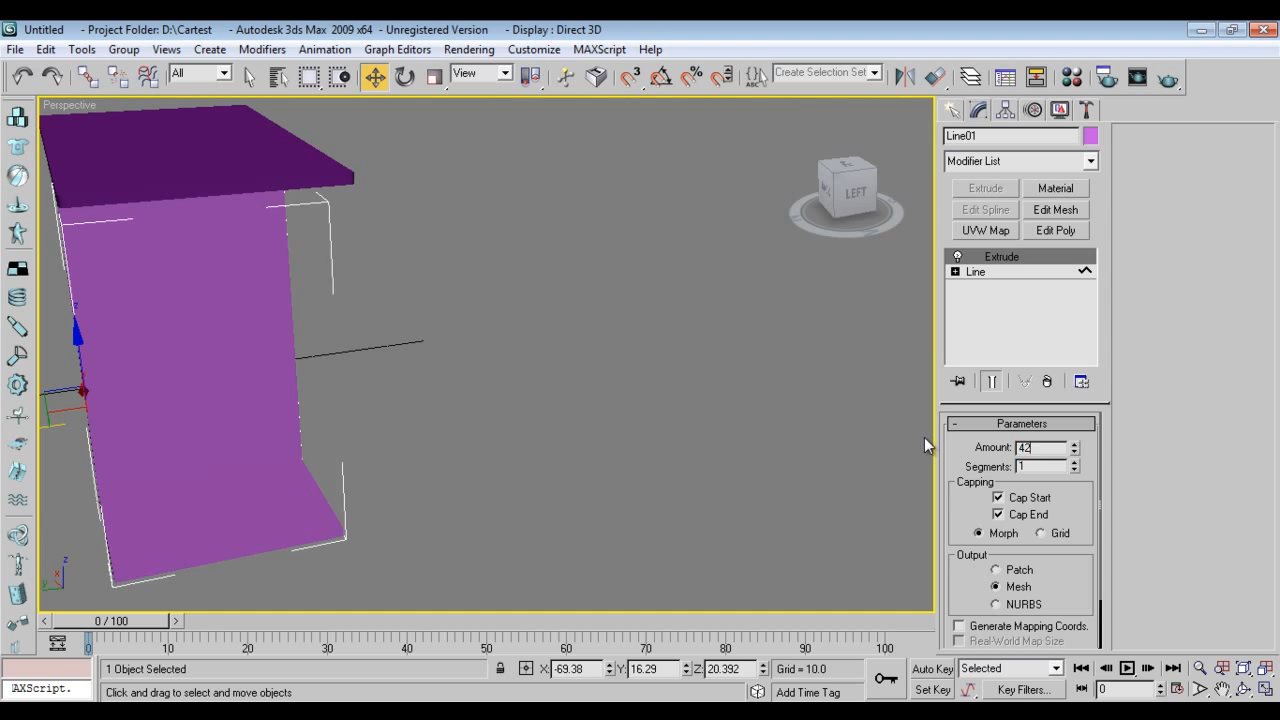 Untitled - Project Folder: D:\Cartest - Autodesk 3ds Max 2009 x64 - Unregistered Version - Display : Direct 3D
File Edit Tools Group Views Create Modifiers Animation Graph Editors Rendering Customize MAXScript Help
All View Create Selection Set
Perspective
LEFT
Line01
Modifier List
Extrude Material
Edit Spline Edit Mesh
UVW Map Edit Poly
Extrude
Line
- Parameters
Amount: 42
Segments: 1
Capping
Cap Start
Cap End
Morph Grid
Output
Patch
Mesh
NURBS
Generate Mapping Coords.
Real-World Map Size
z
x
y
z
< 0 / 100 >
0 10 20 30 40 50 60 70 80 90 100
1 Object Selected X: -69.38 Y: 16.29 Z: 20.392 Grid = 10.0 Auto Key Selected
AXScript. Click and drag to select and move objects Add Time Tag Set Key Key Filters... 0